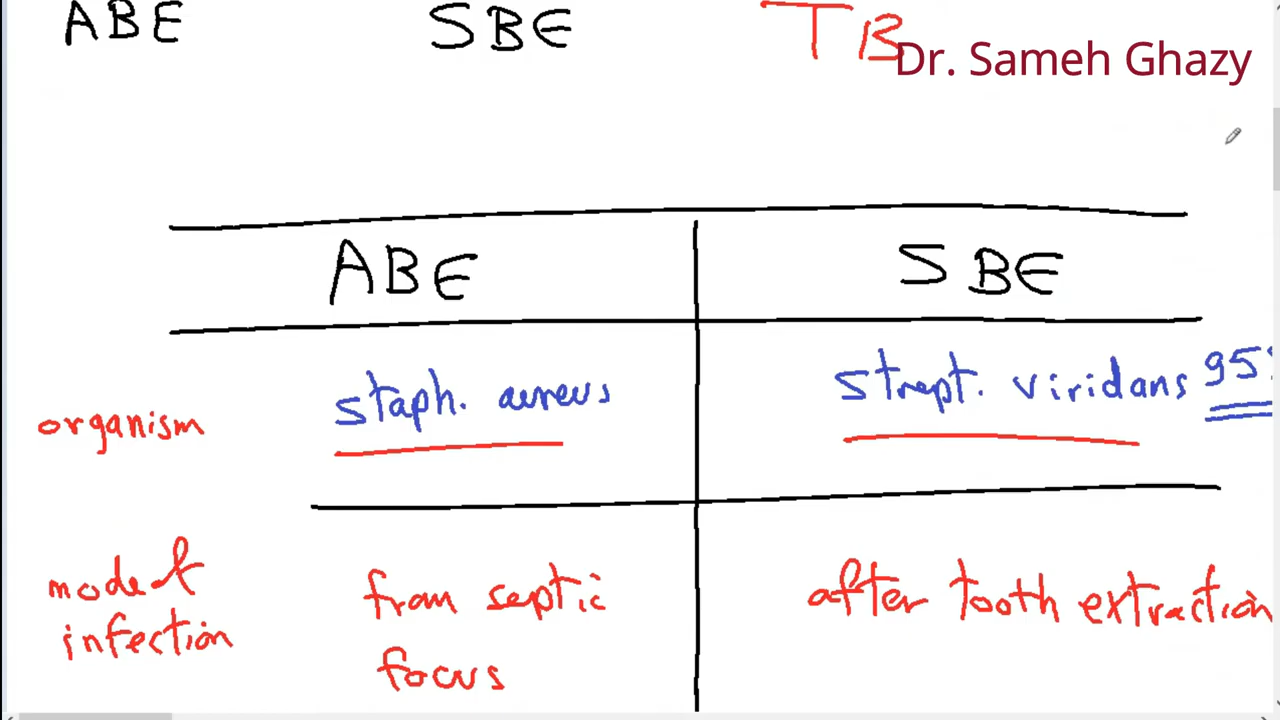 ABE SBE TB
Dr. Sameh Ghazy
ABE SBE
organism staph. aureus strept. viridans 95%
mode of infection from septic focus after tooth extraction